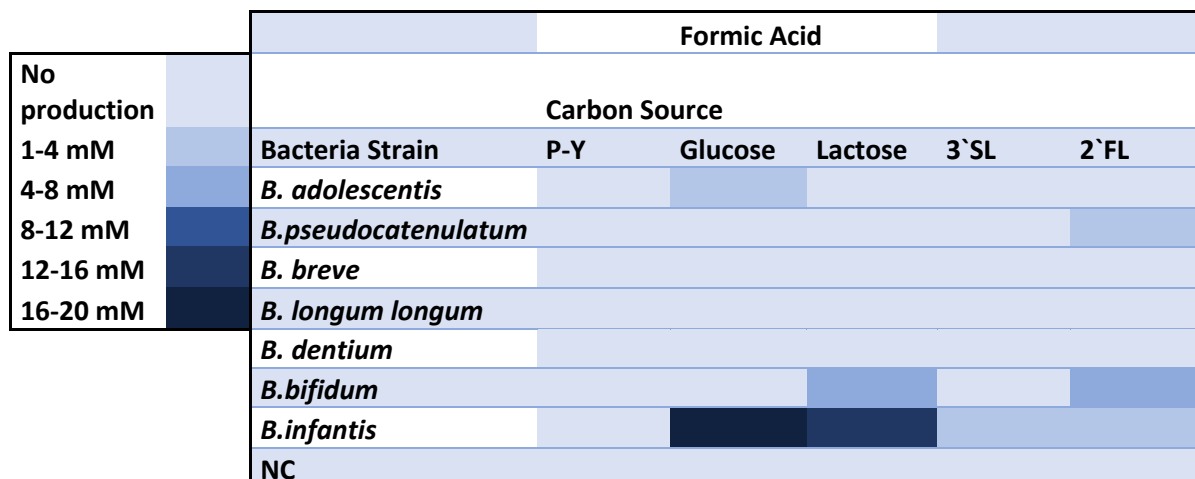 Formic Acid
No
production
Carbon Source
1-4 mM
Bacteria Strain P-Y Glucose Lactose 3`SL 2`FL
4-8 mM
B. adolescentis
8-12 mM
B.pseudocatenulatum
12-16 mM
B. breve
16-20 mM
B. longum longum
B. dentium
B.bifidum
B.infantis
NC